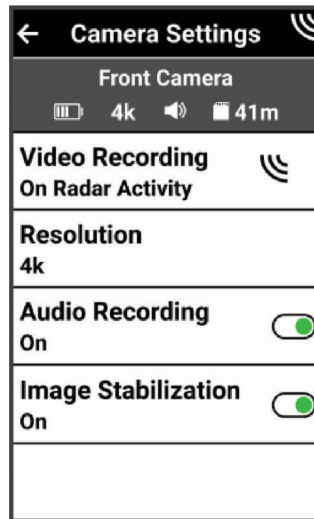 Camera Settings
Front Camera
4k 41m
Video Recording
On Radar Activity
Resolution
4k
Audio Recording
On
Image Stabilization
On